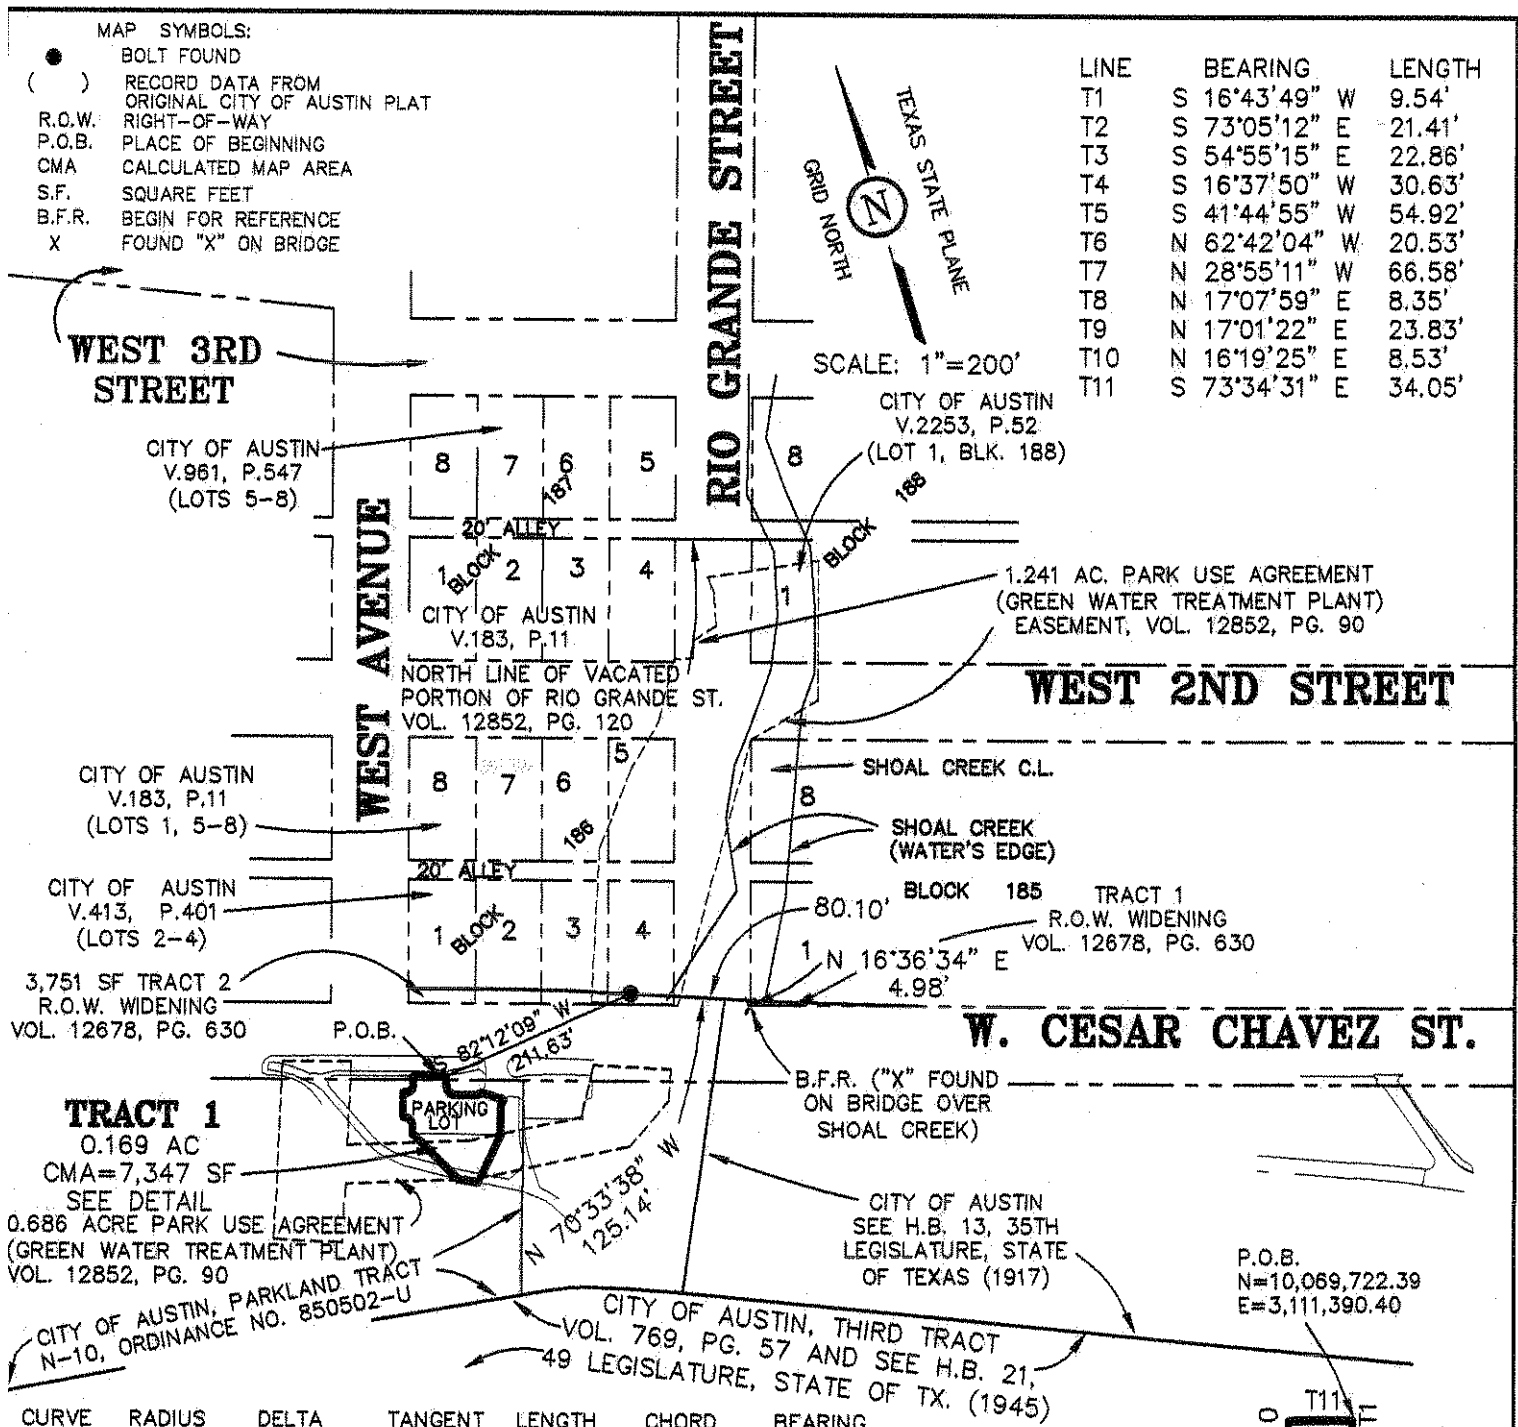 MAP SYMBOLS:
● BOLT FOUND
( ) RECORD DATA FROM
ORIGINAL CITY OF AUSTIN PLAT
R.O.W. RIGHT-OF-WAY
P.O.B. PLACE OF BEGINNING
CMA CALCULATED MAP AREA
S.F. SQUARE FEET
B.F.R. BEGIN FOR REFERENCE
X FOUND "X" ON BRIDGE
RIO GRANDE STREET
TEXAS STATE PLANE
N
GRID NORTH
SCALE: 1"=200'
LINE BEARING LENGTH
T1 S 16°43'49" W 9.54'
T2 S 73°05'12" E 21.41'
T3 S 54°55'15" E 22.86'
T4 S 16°37'50" W 30.63'
T5 S 41°44'55" W 54.92'
T6 N 62°42'04" W 20.53'
T7 N 28°55'11" W 66.58'
T8 N 17°07'59" E 8.35'
T9 N 17°01'22" E 23.83'
T10 N 16°19'25" E 8.53'
T11 S 73°34'31" E 34.05'
WEST 3RD
STREET
CITY OF AUSTIN
V.2253, P.52
(LOT 1, BLK. 188)
CITY OF AUSTIN
V.961, P.547
(LOTS 5-8)
8 7 6 5
187
8
188
BLOCK
20' ALLEY
1 2 3 4
BLOCK
1
CITY OF AUSTIN
V.183, P.11
WEST AVENUE
1.241 AC. PARK USE AGREEMENT
(GREEN WATER TREATMENT PLANT)
EASEMENT, VOL. 12852, PG. 90
NORTH LINE OF VACATED
PORTION OF RIO GRANDE ST.
VOL. 12852, PG. 120
WEST 2ND STREET
CITY OF AUSTIN
V.183, P.11
(LOTS 1, 5-8)
8 7 6 5
186
SHOAL CREEK C.L.
8
SHOAL CREEK
(WATER'S EDGE)
20' ALLEY
CITY OF AUSTIN
V.413, P.401
(LOTS 2-4)
1 2 3 4
BLOCK
BLOCK 185
80.10'
TRACT 1
R.O.W. WIDENING
VOL. 12678, PG. 630
1
N 16°36'34" E
4.98'
3,751 SF TRACT 2
R.O.W. WIDENING
VOL. 12678, PG. 630
P.O.B.
S 82°12'09" W
211.63'
W. CESAR CHAVEZ ST.
B.F.R. ("X" FOUND
ON BRIDGE OVER
SHOAL CREEK)
PARKING
LOT
TRACT 1
0.169 AC
CMA=7,347 SF
SEE DETAIL
0.686 ACRE PARK USE AGREEMENT
(GREEN WATER TREATMENT PLANT)
VOL. 12852, PG. 90
N 70°33'38" W
125.14'
CITY OF AUSTIN
SEE H.B. 13, 35TH
LEGISLATURE, STATE
OF TEXAS (1917)
P.O.B.
N=10,069,722.39
E=3,111,390.40
CITY OF AUSTIN, PARKLAND TRACT
N-10, ORDINANCE NO. 850502-U
CITY OF AUSTIN, THIRD TRACT
VOL. 769, PG. 57 AND SEE H.B. 21,
49 LEGISLATURE, STATE OF TX. (1945)
T11
T1
CURVE RADIUS DELTA TANGENT LENGTH CHORD BEARING